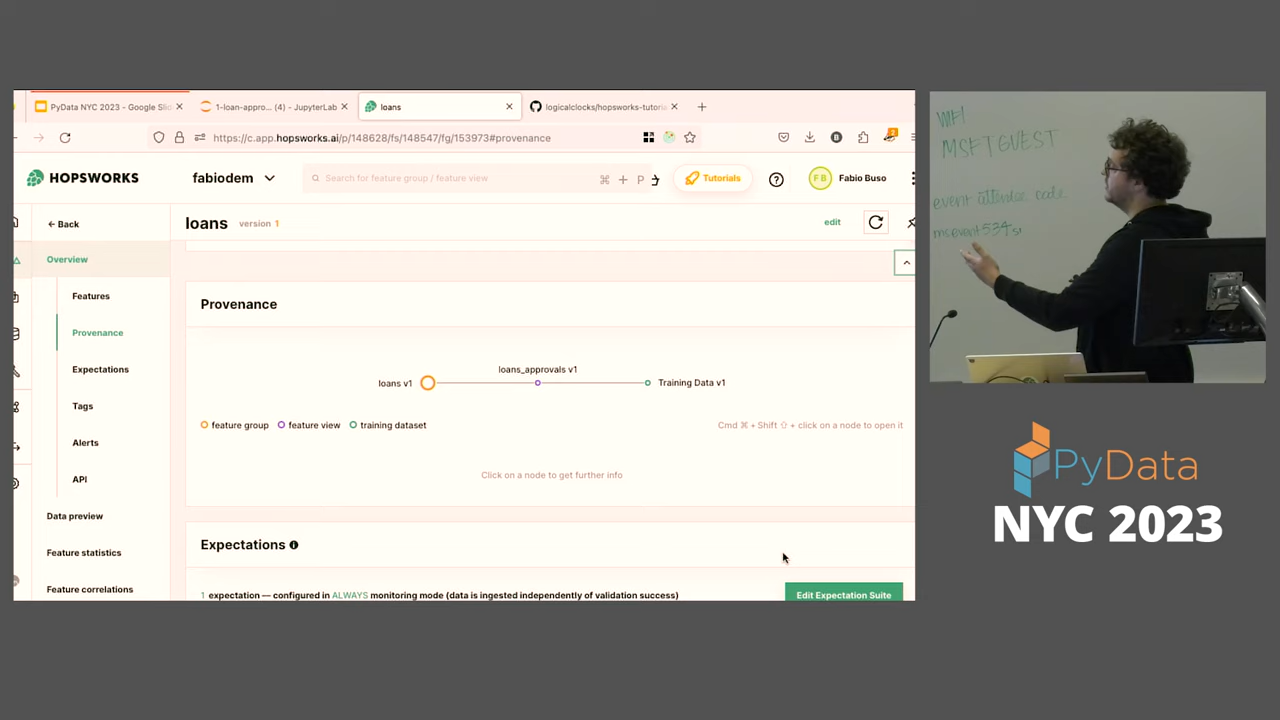 PyData NYC 2023 - Google Slid
1-loan-appro... (4) - JupyterLab
loans
logicalclocks/hopsworks-tutoria
https://c.app.hopsworks.ai/p/148628/fs/148547/fg/153973#provenance
HOPSWORKS
fabiodem
Search for feature group / feature view
⌘ + P
Tutorials
F B
Fabio Buso
← Back
loans version 1
edit
Overview
Features
Provenance
Expectations
Tags
Alerts
API
Data preview
Feature statistics
Feature correlations
Provenance
loans_approvals v1
loans v1
Training Data v1
feature group
feature view
training dataset
Cmd ⌘ + Shift ⇧ + click on a node to open it
Click on a node to get further info
Expectations
1 expectation — configured in ALWAYS monitoring mode (data is ingested independently of validation success)
Edit Expectation Suite
MSFTGUEST
event attendee code
PyData
NYC 2023